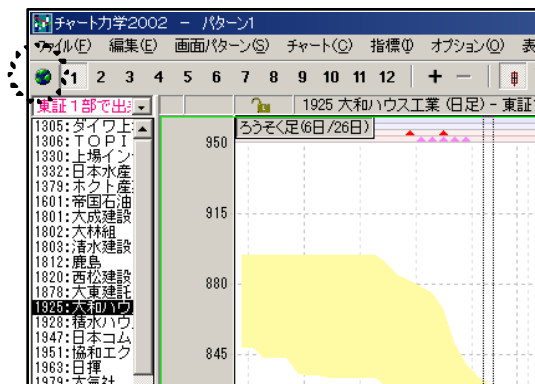 チャート力学2002 － パターン1
ファイル(F) 編集(E) 画面パターン(S) チャート(C) 指標(I) オプション(O) 表
1 2 3 4 5 6 7 8 9 10 11 12 + －
東証1部で出
1925 大和ハウス工業 (日足) - 東証
1305:ダイワ上
1306:ＴＯＰＩ
1330:上場イン
1332:日本水産
1379:ホクト産
1601:帝国石油
1801:大成建設
1802:大林組
1803:清水建設
1812:鹿島
1820:西松建設
1878:大東建託
1925:大和ハウ
1928:積水ハウ
1947:日本コム
1951:協和エク
1963:日揮
1979:大気社
ろうそく足(6日/26日)
950
915
880
845